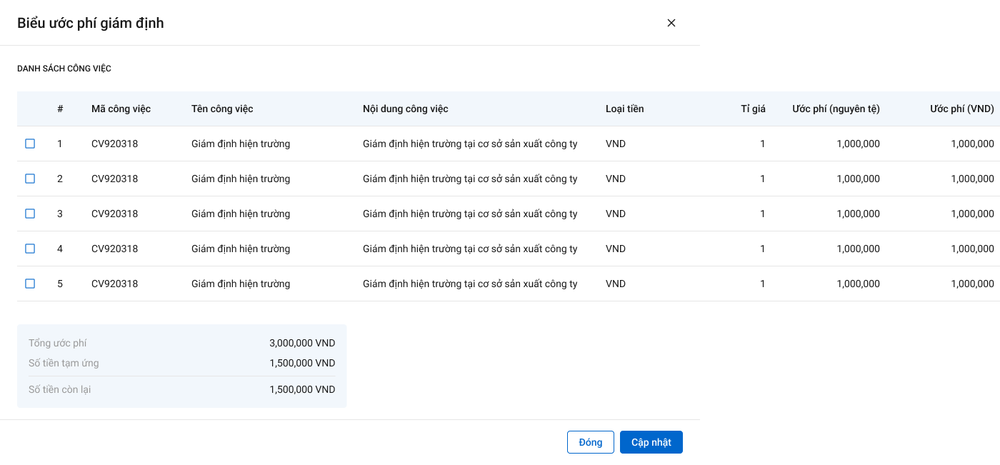 Biểu ước phí giám định
DANH SÁCH CÔNG VIỆC
# Mã công việc Tên công việc Nội dung công việc Loại tiền Tỉ giá Ước phí (nguyên tệ) Ước phí (VND)
1 CV920318 Giám định hiện trường Giám định hiện trường tại cơ sở sản xuất công ty VND 1 1,000,000 1,000,000
2 CV920318 Giám định hiện trường Giám định hiện trường tại cơ sở sản xuất công ty VND 1 1,000,000 1,000,000
3 CV920318 Giám định hiện trường Giám định hiện trường tại cơ sở sản xuất công ty VND 1 1,000,000 1,000,000
4 CV920318 Giám định hiện trường Giám định hiện trường tại cơ sở sản xuất công ty VND 1 1,000,000 1,000,000
5 CV920318 Giám định hiện trường Giám định hiện trường tại cơ sở sản xuất công ty VND 1 1,000,000 1,000,000
Tổng ước phí 3,000,000 VND
Số tiền tạm ứng 1,500,000 VND
Số tiền còn lại 1,500,000 VND
Đóng Cập nhật